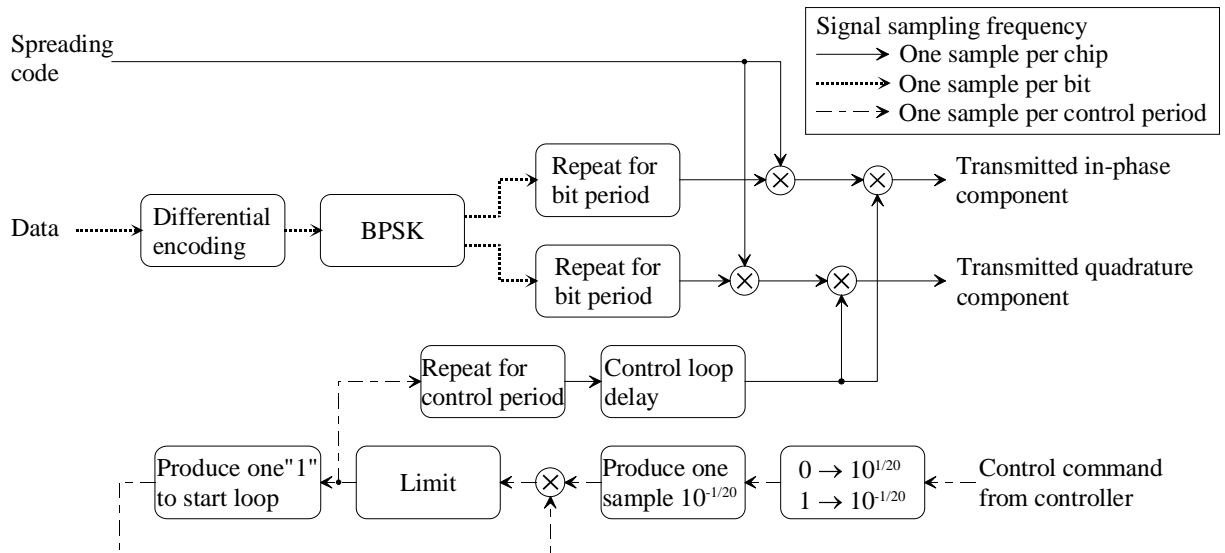 Signal sampling frequency
One sample per chip
One sample per bit
One sample per control period
Spreading
code
Repeat for
bit period
Transmitted in-phase
component
Data
Differential
encoding
BPSK
Repeat for
bit period
Transmitted quadrature
component
Repeat for
control period
Control loop
delay
Produce one"1"
to start loop
Limit
Produce one
sample 10^{-1/20}
0 → 10^{1/20}
1 → 10^{-1/20}
Control command
from controller